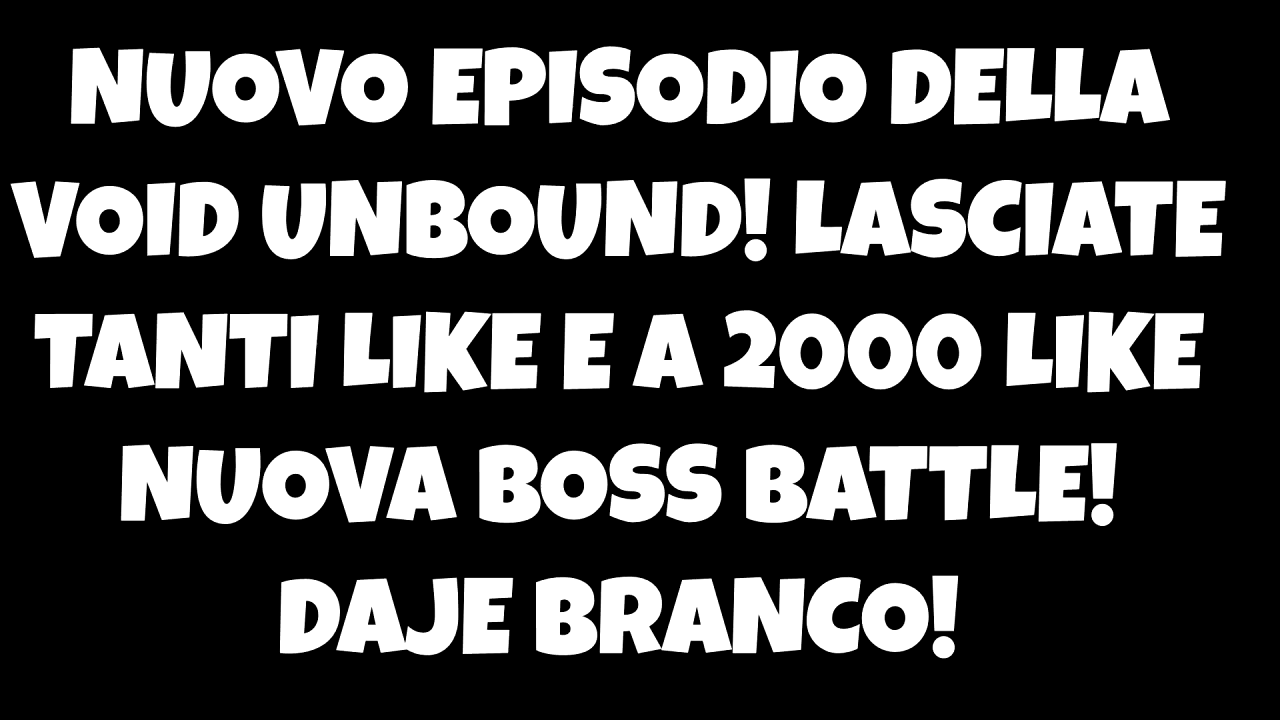 NUOVO EPISODIO DELLA
VOID UNBOUND! LASCIATE
TANTI LIKE E A 2000 LIKE
NUOVA BOSS BATTLE!
DAJE BRANCO!